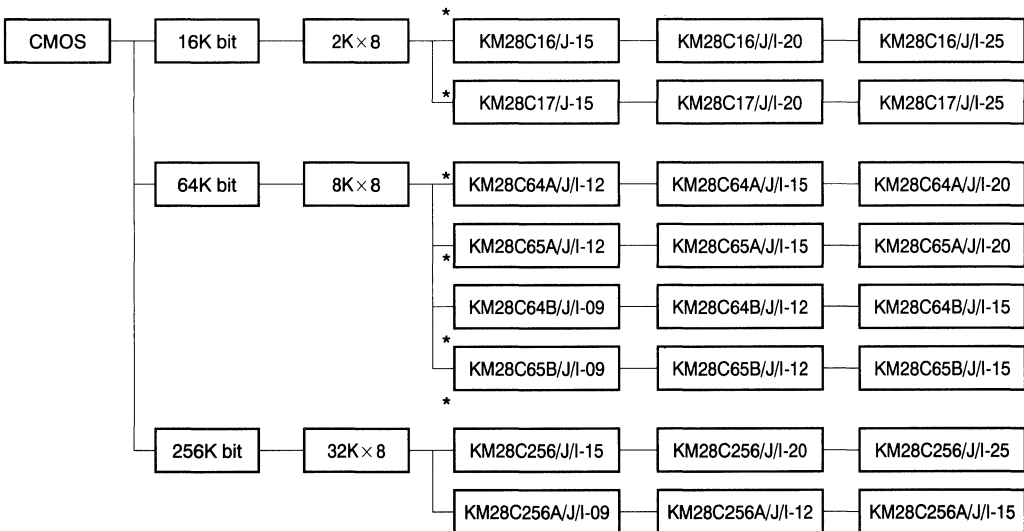 *
CMOS 16K bit 2K×8 KM28C16/J-15 KM28C16/J/I-20 KM28C16/J/I-25
*
KM28C17/J-15 KM28C17/J/I-20 KM28C17/J/I-25
*
64K bit 8K×8 KM28C64A/J/I-12 KM28C64A/J/I-15 KM28C64A/J/I-20
KM28C65A/J/I-12 KM28C65A/J/I-15 KM28C65A/J/I-20
*
KM28C64B/J/I-09 KM28C64B/J/I-12 KM28C64B/J/I-15
*
KM28C65B/J/I-09 KM28C65B/J/I-12 KM28C65B/J/I-15
*
256K bit 32K×8 KM28C256/J/I-15 KM28C256/J/I-20 KM28C256/J/I-25
KM28C256A/J/I-09 KM28C256A/J/I-12 KM28C256A/J/I-15